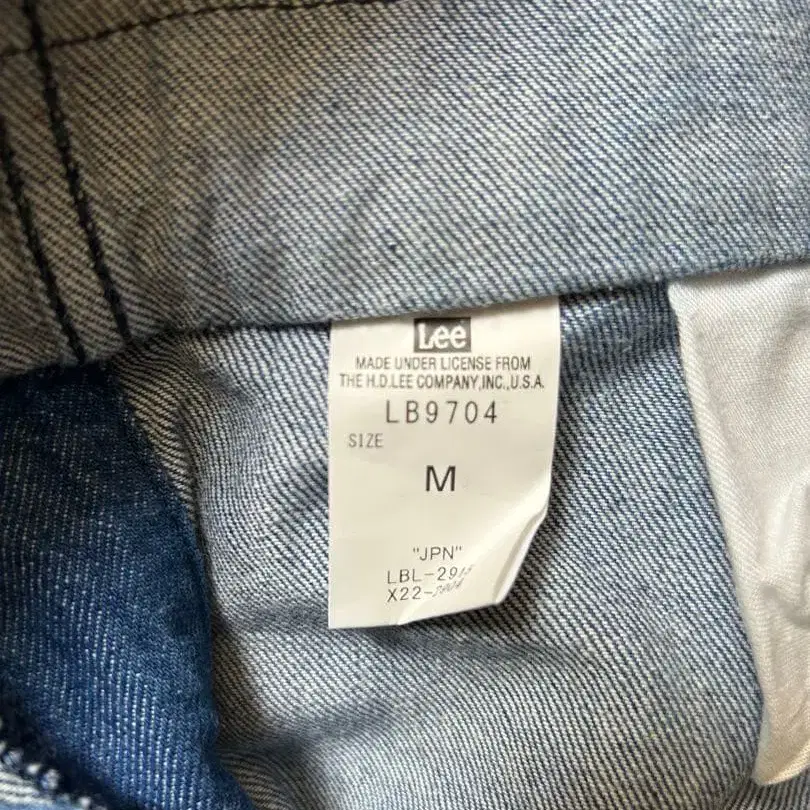 Lee
MADE UNDER LICENSE FROM
THE H.D.LEE COMPANY,INC.,U.S.A.
LB9704
SIZE
M
"JPN"